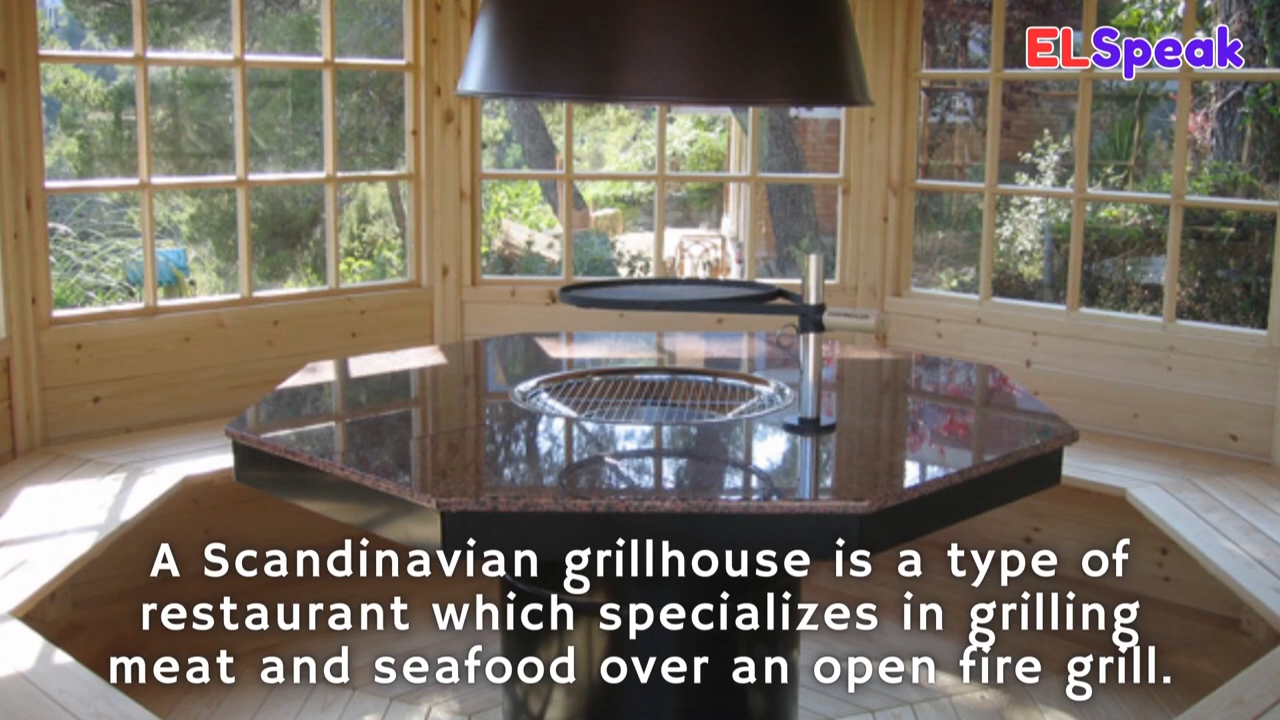 ELSpeak
A Scandinavian grillhouse is a type of
restaurant which specializes in grilling
meat and seafood over an open fire grill.